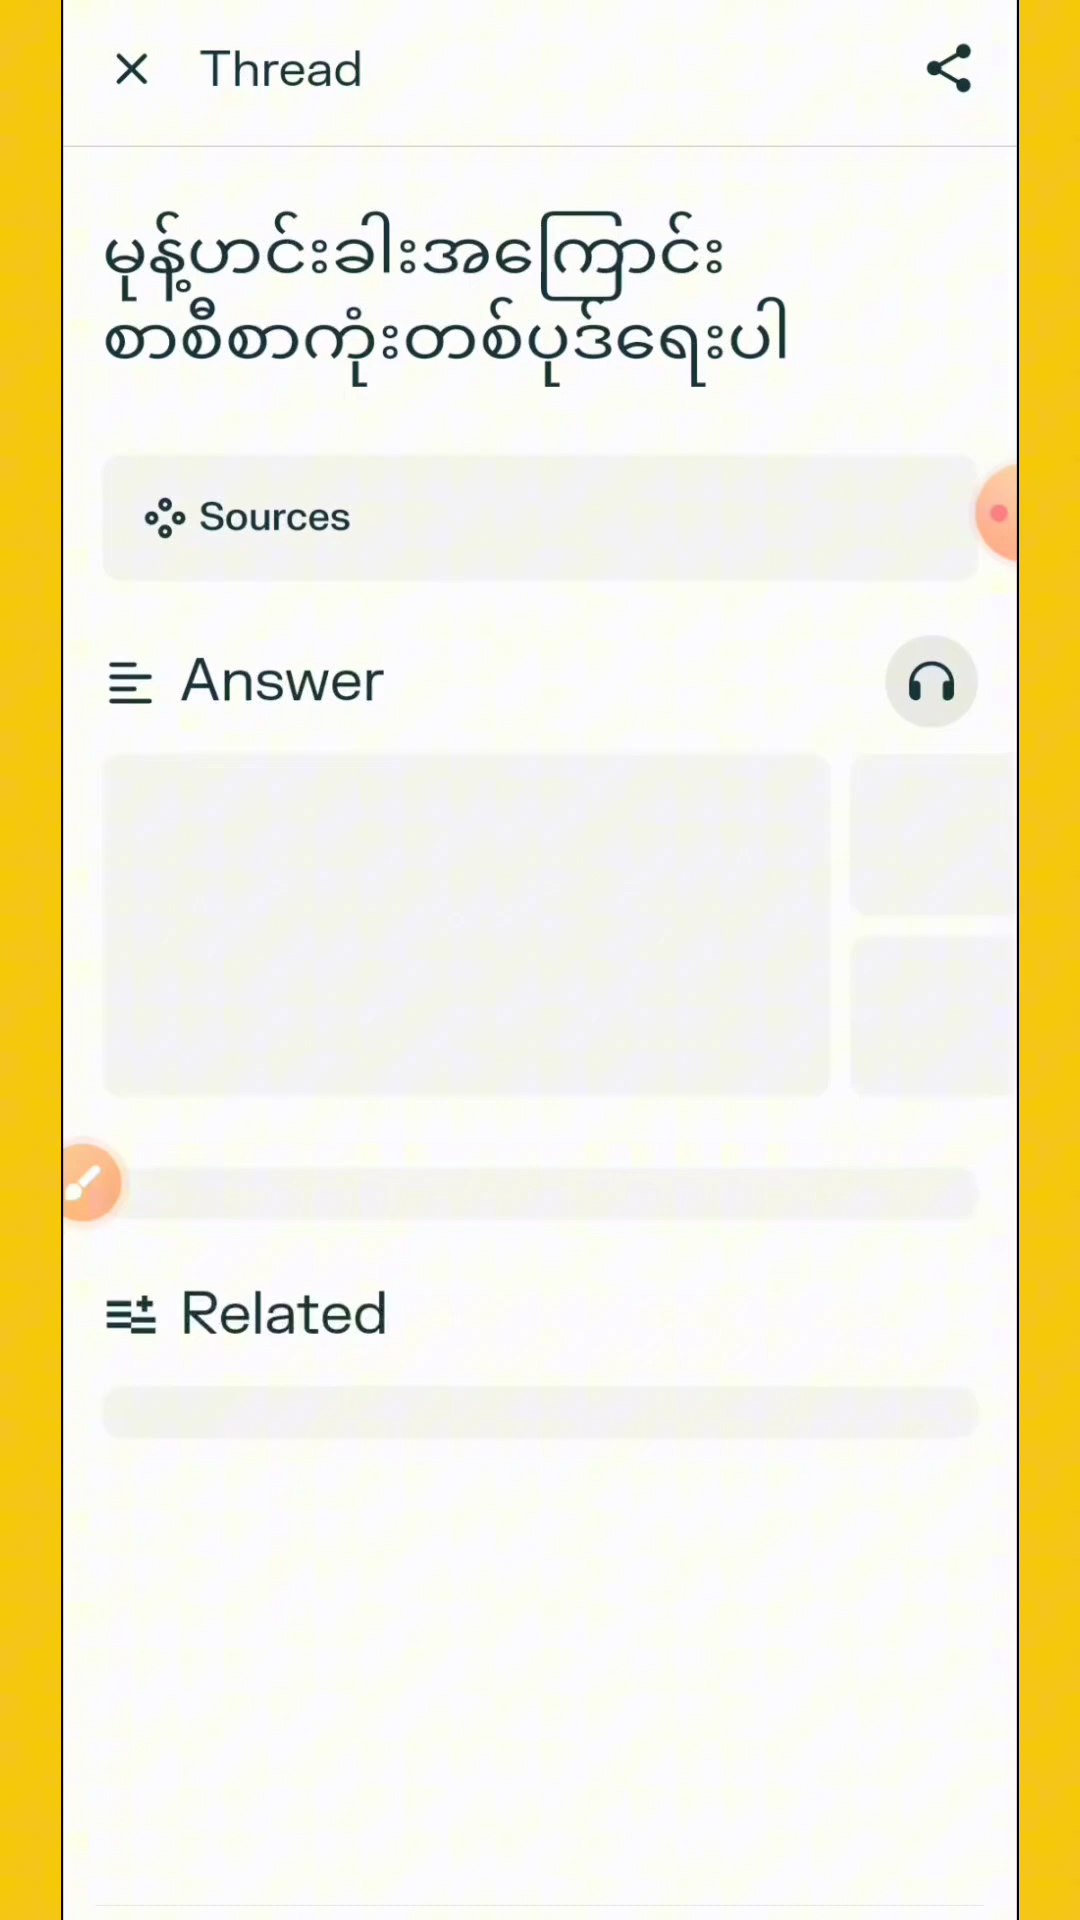 Thread
မုန့်ဟင်းခါးအကြောင်း
စာစီစာကုံးတစ်ပုဒ်ရေးပါ
Sources
Answer
Related